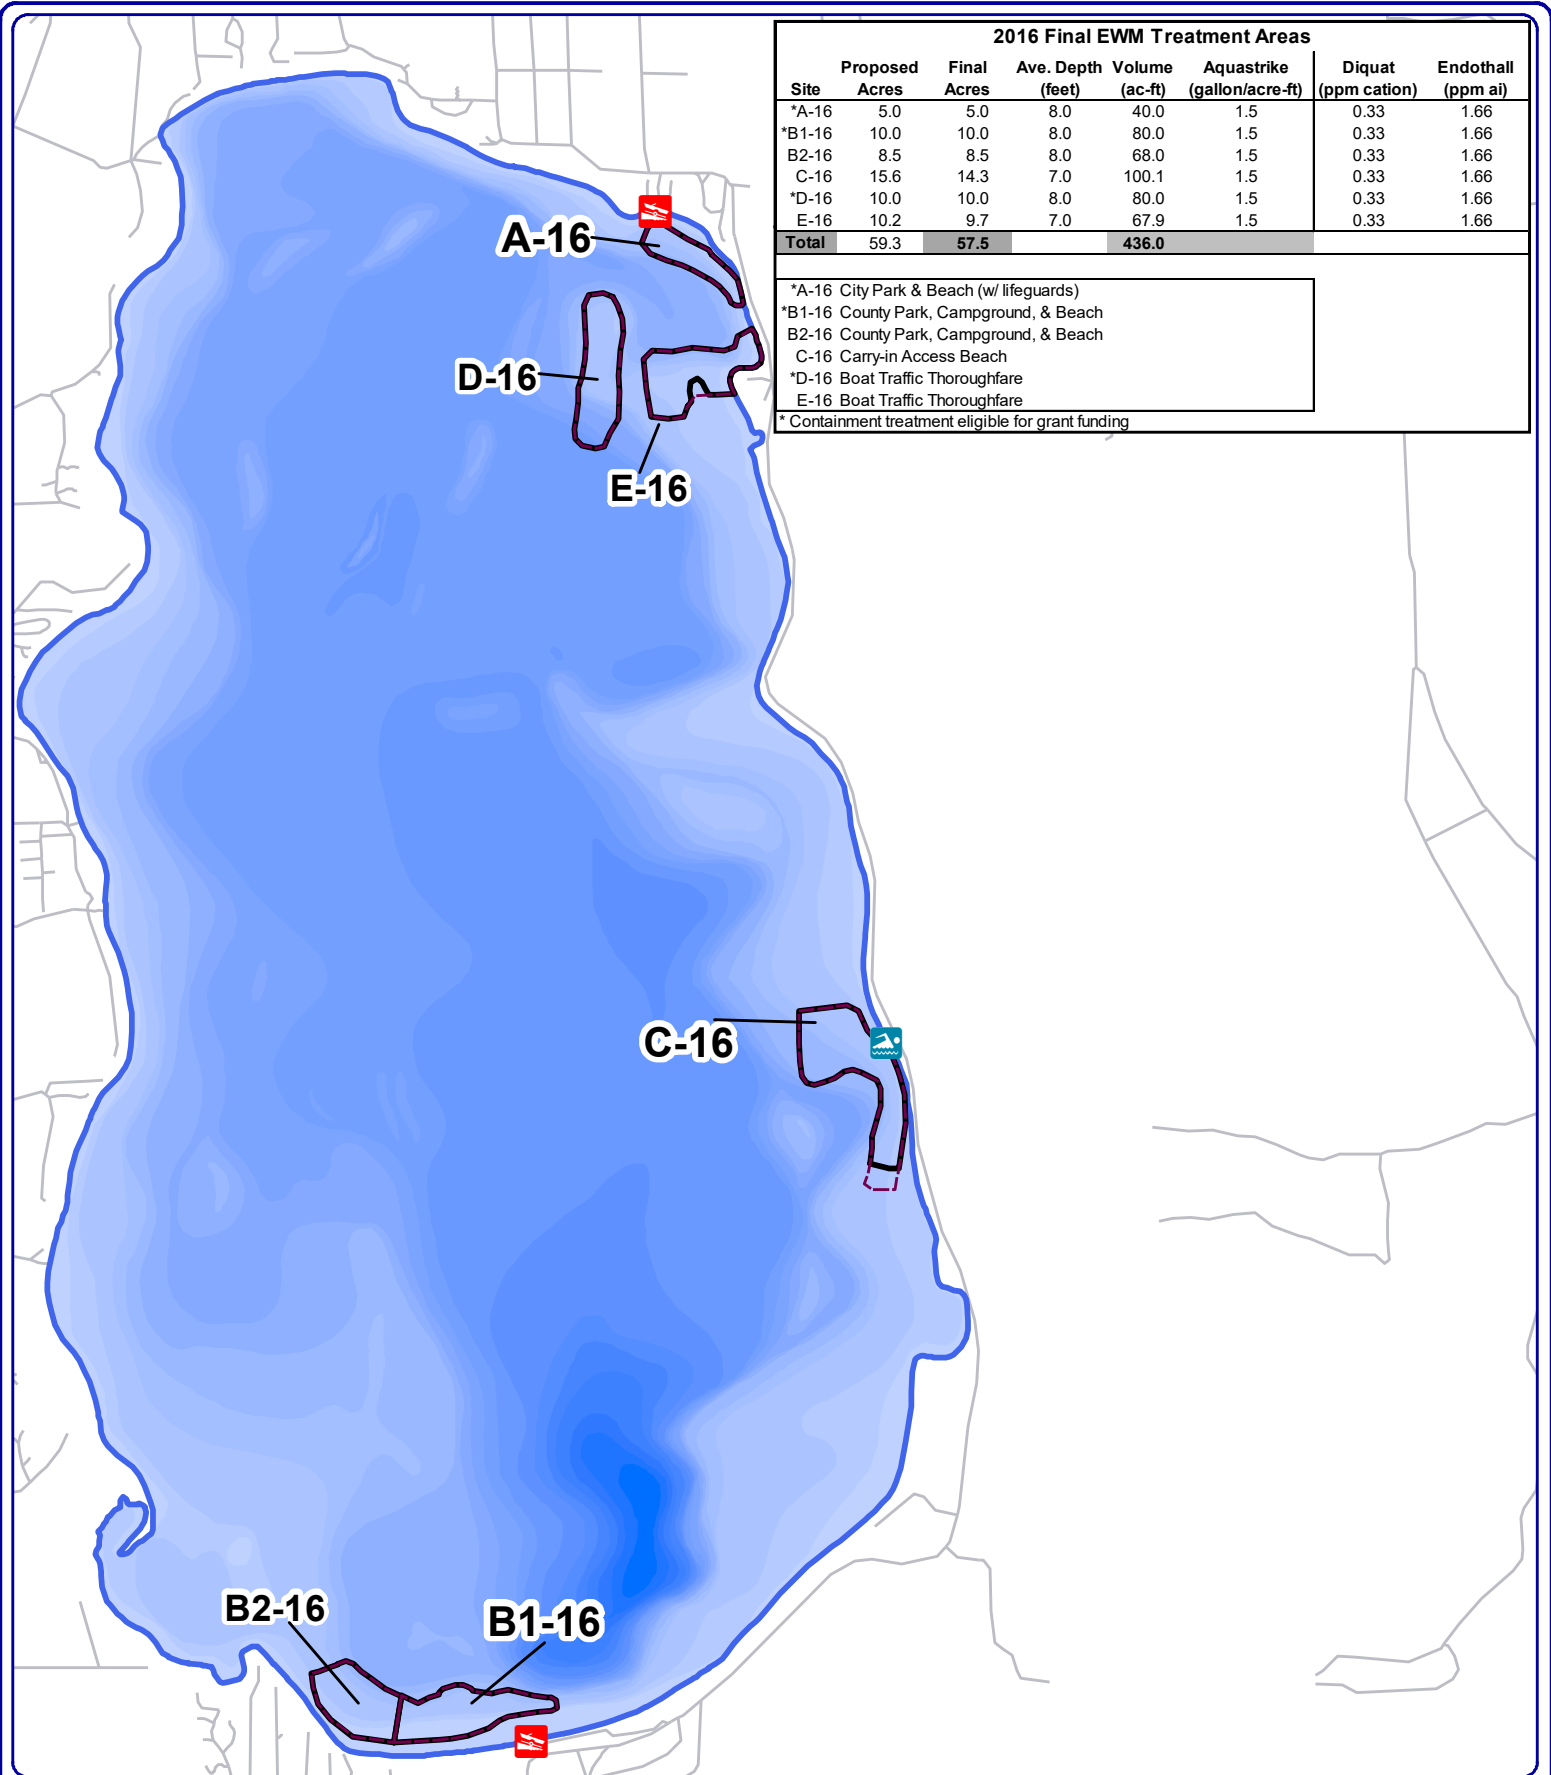 2016 Final EWM Treatment Areas
Proposed Final Ave. Depth Volume Aquastrike Diquat Endothall
Site Acres Acres (feet) (ac-ft) (gallon/acre-ft) (ppm cation) (ppm ai)
*A-16 5.0 5.0 8.0 40.0 1.5 0.33 1.66
*B1-16 10.0 10.0 8.0 80.0 1.5 0.33 1.66
B2-16 8.5 8.5 8.0 68.0 1.5 0.33 1.66
C-16 15.6 14.3 7.0 100.1 1.5 0.33 1.66
*D-16 10.0 10.0 8.0 80.0 1.5 0.33 1.66
E-16 10.2 9.7 7.0 67.9 1.5 0.33 1.66
Total 59.3 57.5 436.0
*A-16 City Park & Beach (w/ lifeguards)
*B1-16 County Park, Campground, & Beach
B2-16 County Park, Campground, & Beach
C-16 Carry-in Access Beach
*D-16 Boat Traffic Thoroughfare
E-16 Boat Traffic Thoroughfare
* Containment treatment eligible for grant funding
A-16
D-16
E-16
C-16
B2-16
B1-16